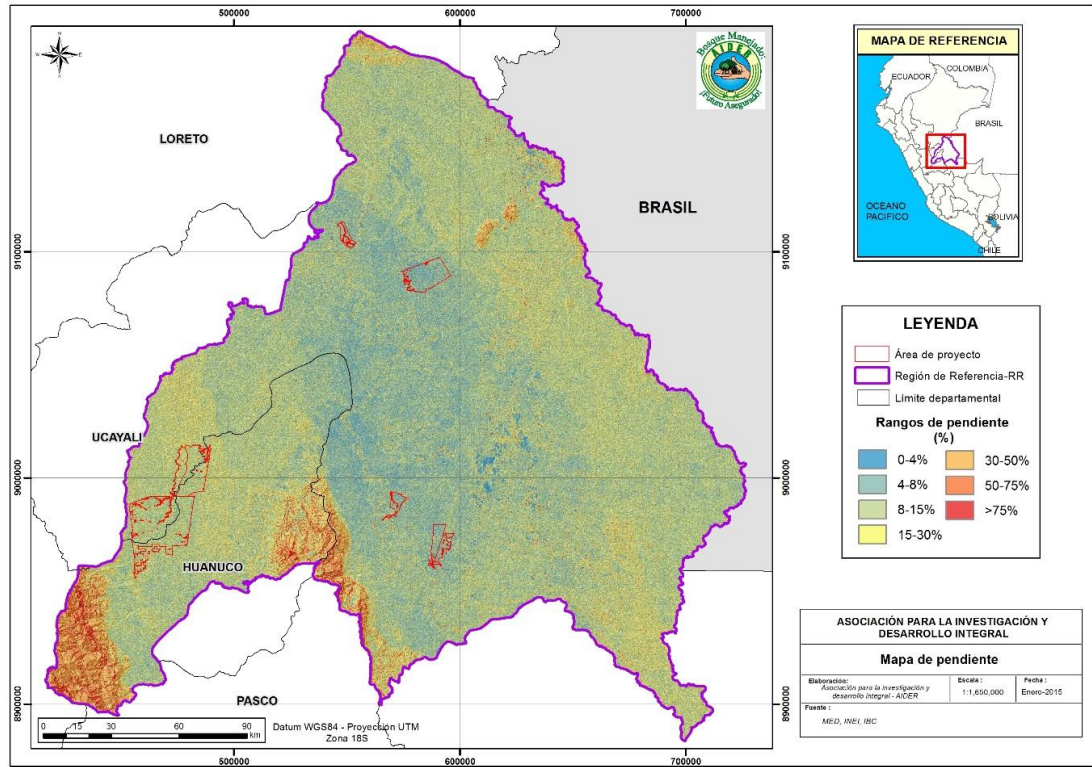 500000
600000
700000
9100000
9000000
8900000
N
Bosque Manejado:
AIDER
¡Futuro Asegurado!
LORETO
BRASIL
UCAYALI
HUANUCO
PASCO
0 15 30 60 90
km
Datum WGS84 - Proyección UTM
Zona 18S
9100000
9000000
8900000
500000
600000
700000
MAPA DE REFERENCIA
COLOMBIA
ECUADOR
BRASIL
OCEANO
PACIFICO
BOLIVIA
CHILE
LEYENDA
Área de proyecto
Región de Referencia-RR
Límite departamental
Rangos de pendiente
(%)
0-4%
4-8%
8-15%
15-30%
30-50%
50-75%
>75%
ASOCIACIÓN PARA LA INVESTIGACIÓN Y
DESARROLLO INTEGRAL
Mapa de pendiente
Elaboración:
Asociación para la investigación y
desarrollo integral - AIDER
Escala :
1:1,650,000
Fecha :
Enero-2015
Fuente :
MED, INEI, IBC